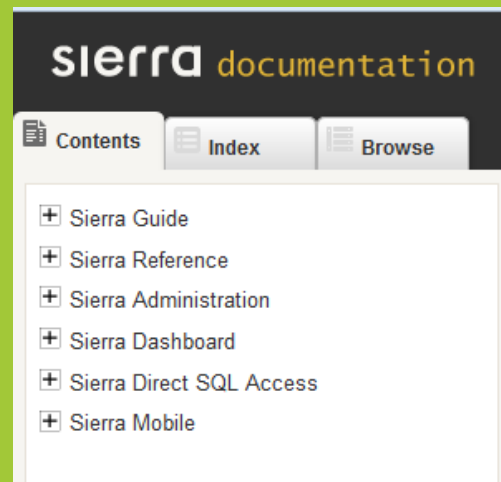 sierra documentation
Contents Index Browse
Sierra Guide
Sierra Reference
Sierra Administration
Sierra Dashboard
Sierra Direct SQL Access
Sierra Mobile